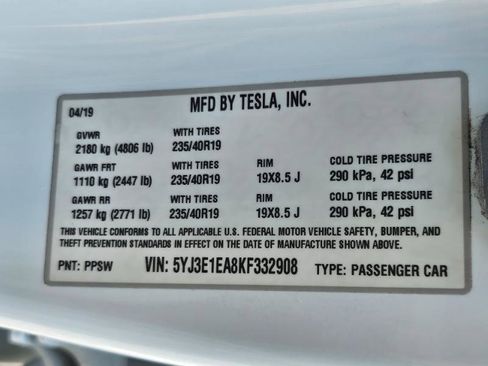 04/19 MFD BY TESLA, INC.
GVWR WITH TIRES
2180 kg (4806 lb) 235/40R19
GAWR FRT WITH TIRES RIM COLD TIRE PRESSURE
1110 kg (2447 lb) 235/40R19 19X8.5 J 290 kPa, 42 psi
GAWR RR WITH TIRES RIM COLD TIRE PRESSURE
1257 kg (2771 lb) 235/40R19 19X8.5 J 290 kPa, 42 psi
THIS VEHICLE CONFORMS TO ALL APPLICABLE U.S. FEDERAL MOTOR VEHICLE SAFETY, BUMPER, AND
THEFT PREVENTION STANDARDS IN EFFECT ON THE DATE OF MANUFACTURE SHOWN ABOVE.
PNT: PPSW VIN: 5YJ3E1EA8KF332908 TYPE: PASSENGER CAR